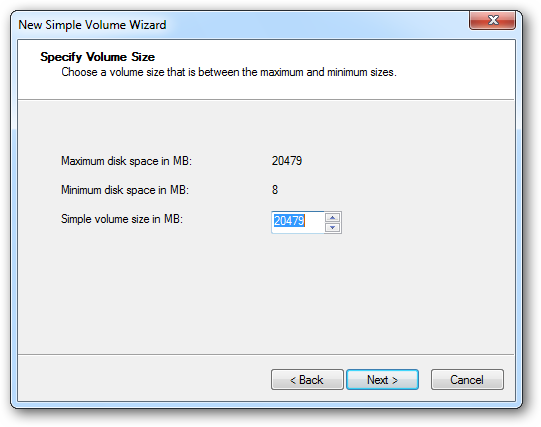 New Simple Volume Wizard
Specify Volume Size
Choose a volume size that is between the maximum and minimum sizes.
Maximum disk space in MB: 20479
Minimum disk space in MB: 8
Simple volume size in MB: 20479
< Back Next > Cancel